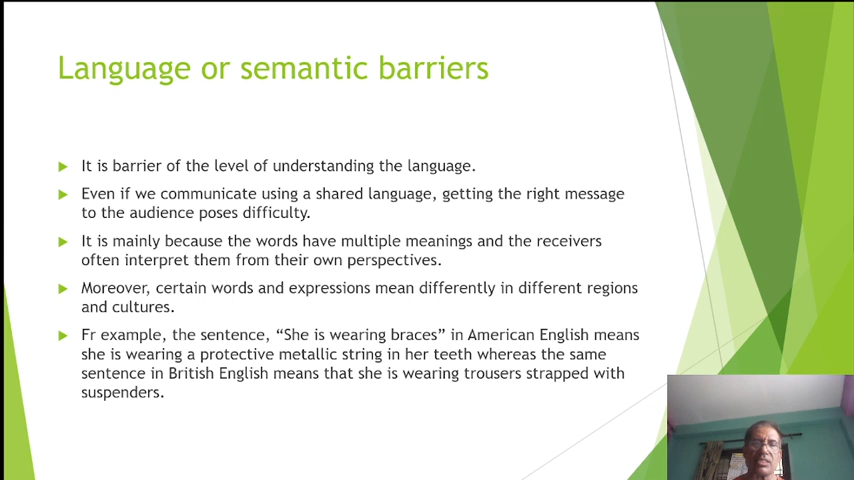 Language or semantic barriers
It is barrier of the level of understanding the language.
Even if we communicate using a shared language, getting the right message
to the audience poses difficulty.
It is mainly because the words have multiple meanings and the receivers
often interpret them from their own perspectives.
Moreover, certain words and expressions mean differently in different regions
and cultures.
Fr example, the sentence, “She is wearing braces” in American English means
she is wearing a protective metallic string in her teeth whereas the same
sentence in British English means that she is wearing trousers strapped with
suspenders.